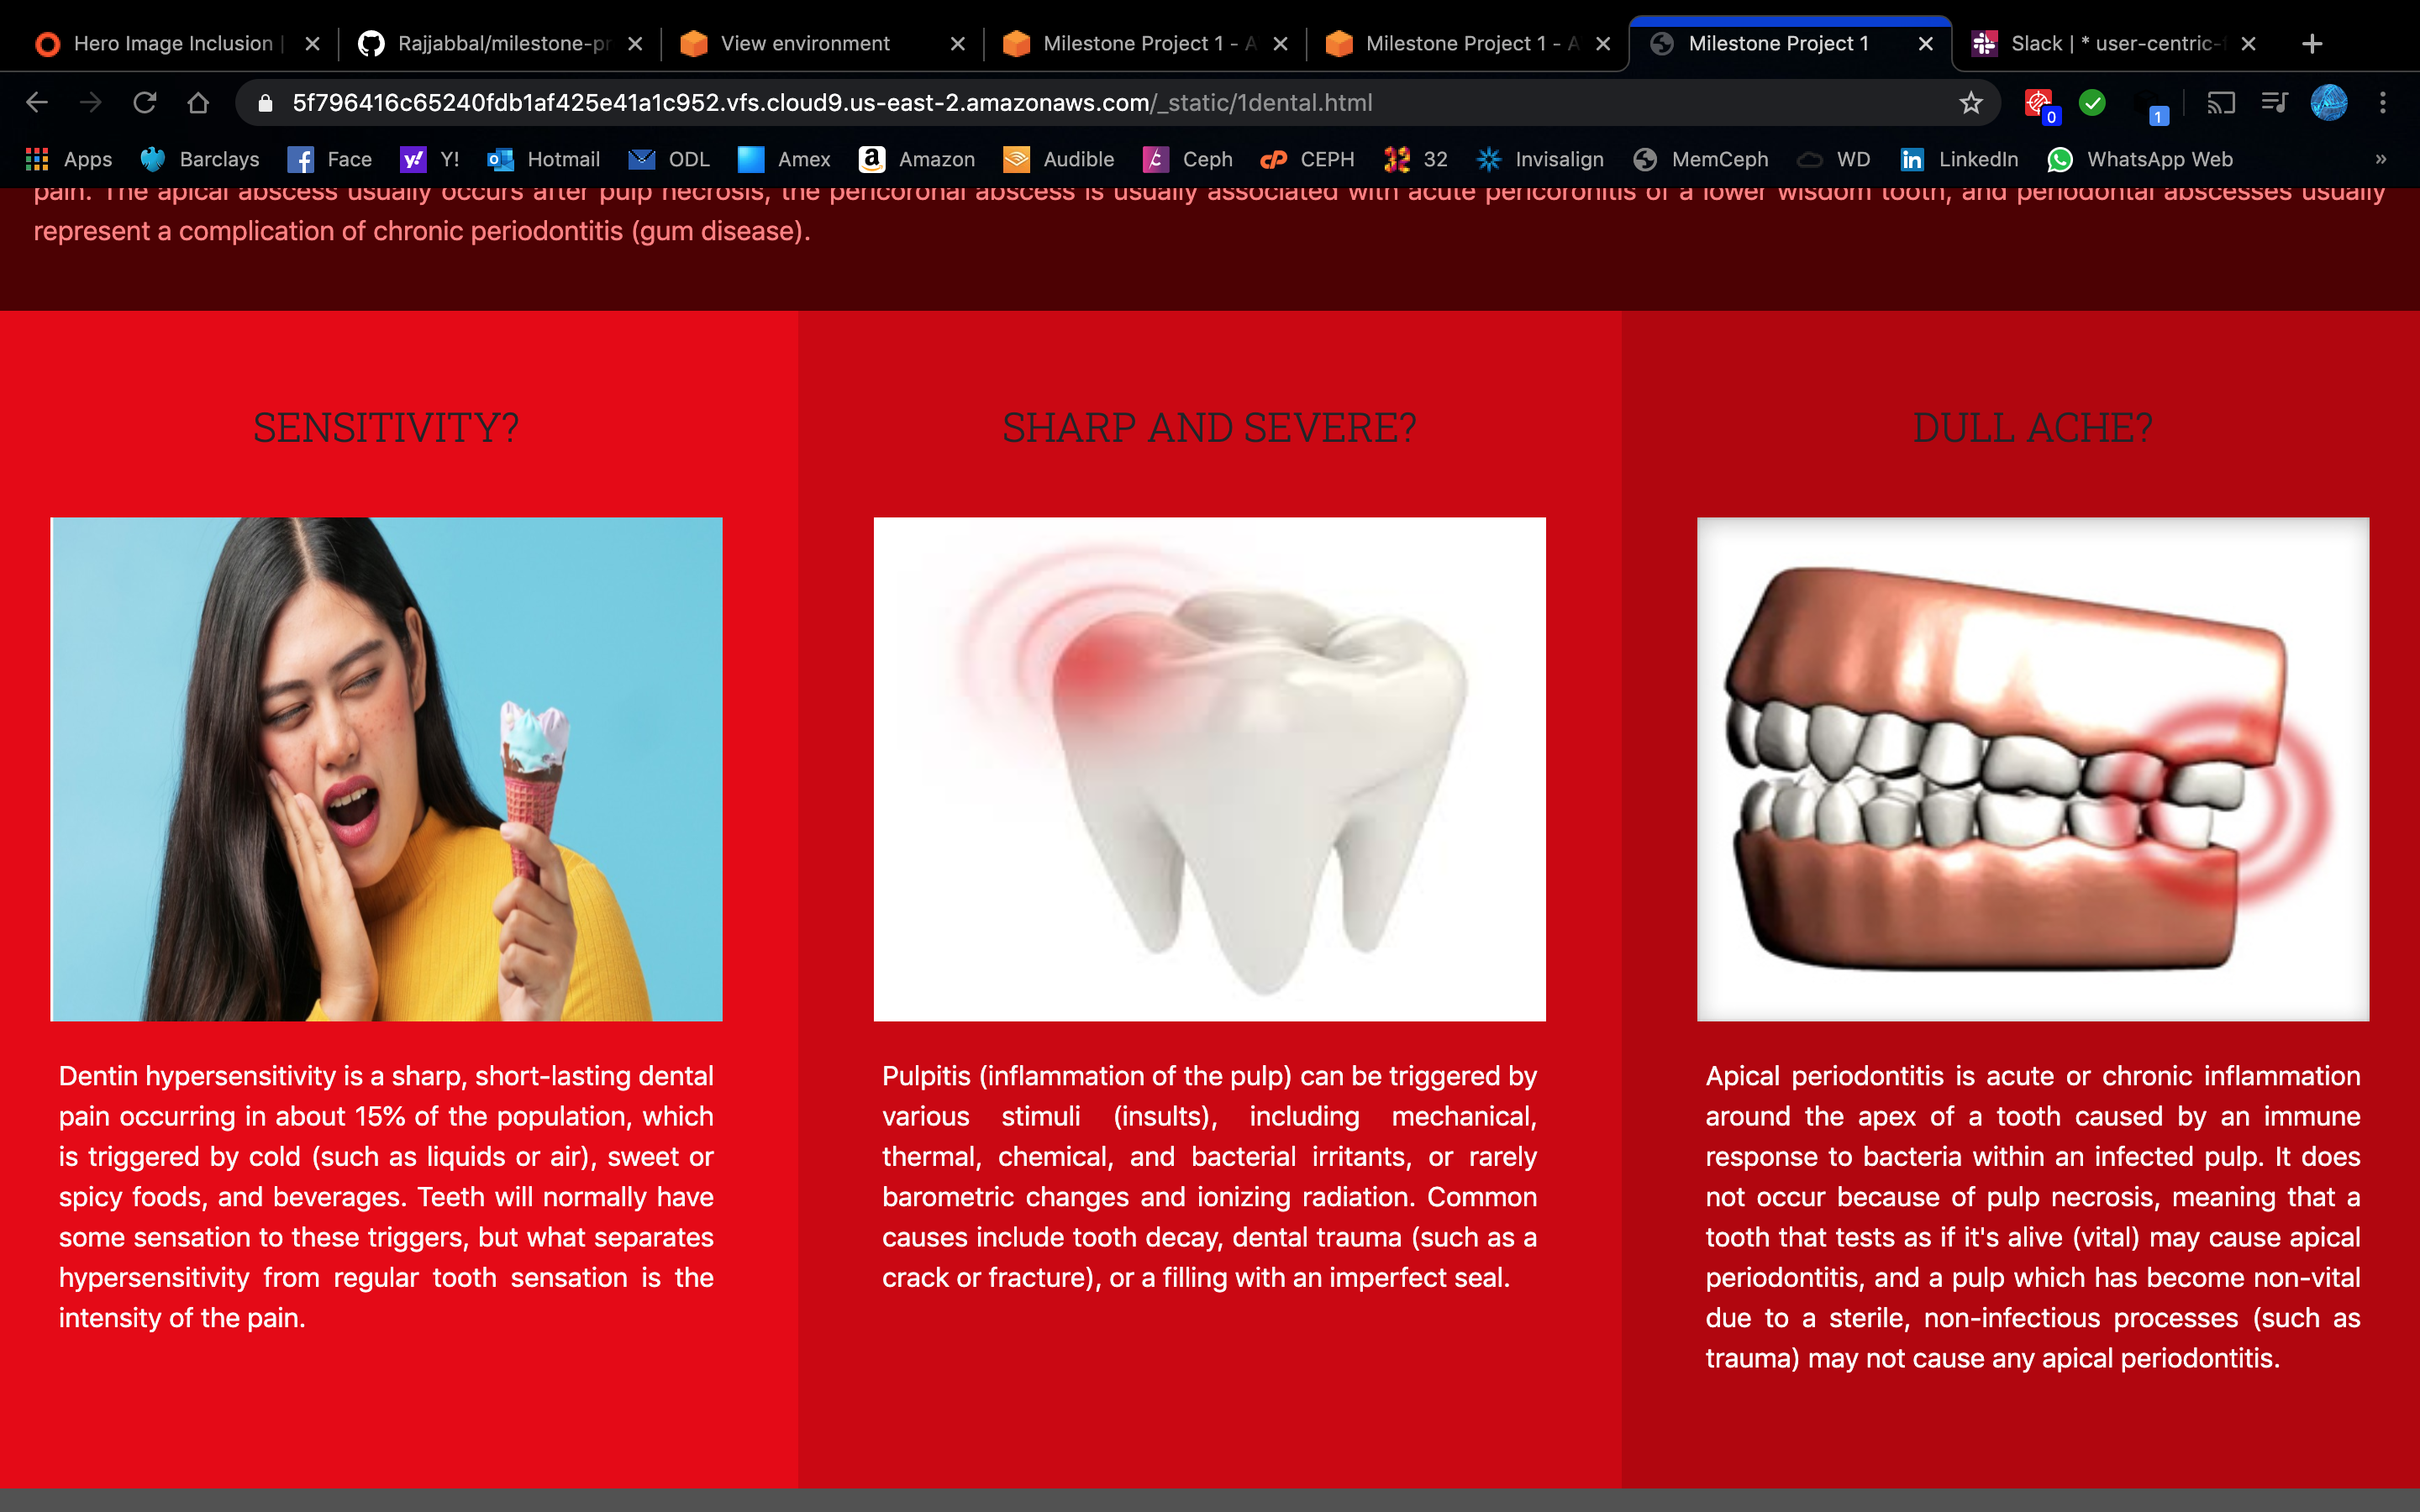 Hero Image Inclusion |
Rajjabbal/milestone-pr
View environment
Milestone Project 1 - A
Milestone Project 1 - A
Milestone Project 1
Slack | * user-centric-f
5f796416c65240fdb1af425e41a1c952.vfs.cloud9.us-east-2.amazonaws.com/_static/1dental.html
0
1
Apps
Barclays
Face
Y!
Hotmail
ODL
Amex
Amazon
Audible
Ceph
CEPH
32
Invisalign
MemCeph
WD
LinkedIn
WhatsApp Web
»
pain. The apical abscess usually occurs after pulp necrosis, the pericoronal abscess is usually associated with acute pericoronitis of a lower wisdom tooth, and periodontal abscesses usually
represent a complication of chronic periodontitis (gum disease).
SENSITIVITY?
Dentin hypersensitivity is a sharp, short-lasting dental
pain occurring in about 15% of the population, which
is triggered by cold (such as liquids or air), sweet or
spicy foods, and beverages. Teeth will normally have
some sensation to these triggers, but what separates
hypersensitivity from regular tooth sensation is the
intensity of the pain.
SHARP AND SEVERE?
Pulpitis (inflammation of the pulp) can be triggered by
various stimuli (insults), including mechanical,
thermal, chemical, and bacterial irritants, or rarely
barometric changes and ionizing radiation. Common
causes include tooth decay, dental trauma (such as a
crack or fracture), or a filling with an imperfect seal.
DULL ACHE?
Apical periodontitis is acute or chronic inflammation
around the apex of a tooth caused by an immune
response to bacteria within an infected pulp. It does
not occur because of pulp necrosis, meaning that a
tooth that tests as if it's alive (vital) may cause apical
periodontitis, and a pulp which has become non-vital
due to a sterile, non-infectious processes (such as
trauma) may not cause any apical periodontitis.